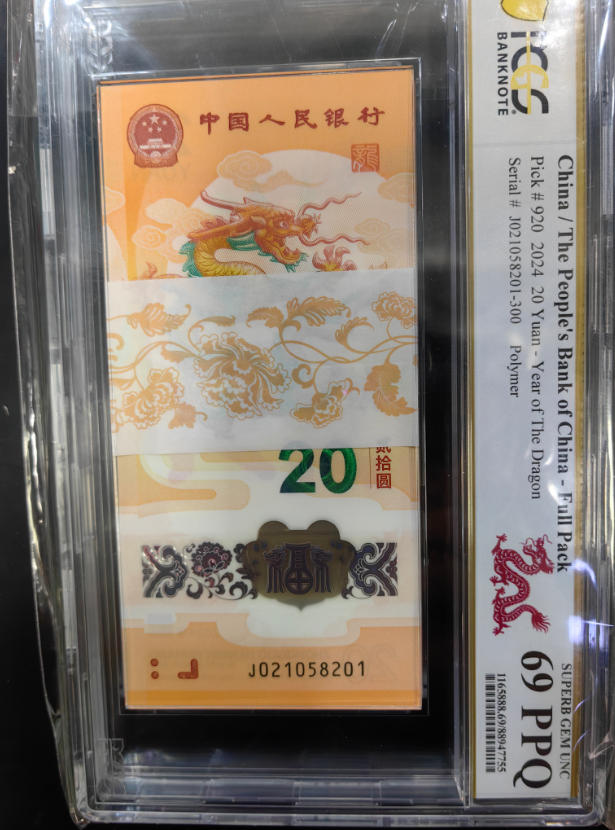 中国人民银行
龍
20
贰拾圆
福
J021058201
PCGS
BANKNOTE
China / The People's Bank of China - Full Pack
Pick # 920 2024 20 Yuan - Year of The Dragon
Serial # J021058201-300 Polymer
SUPERB GEM UNC
69 PPQ
1165888.69/88947755